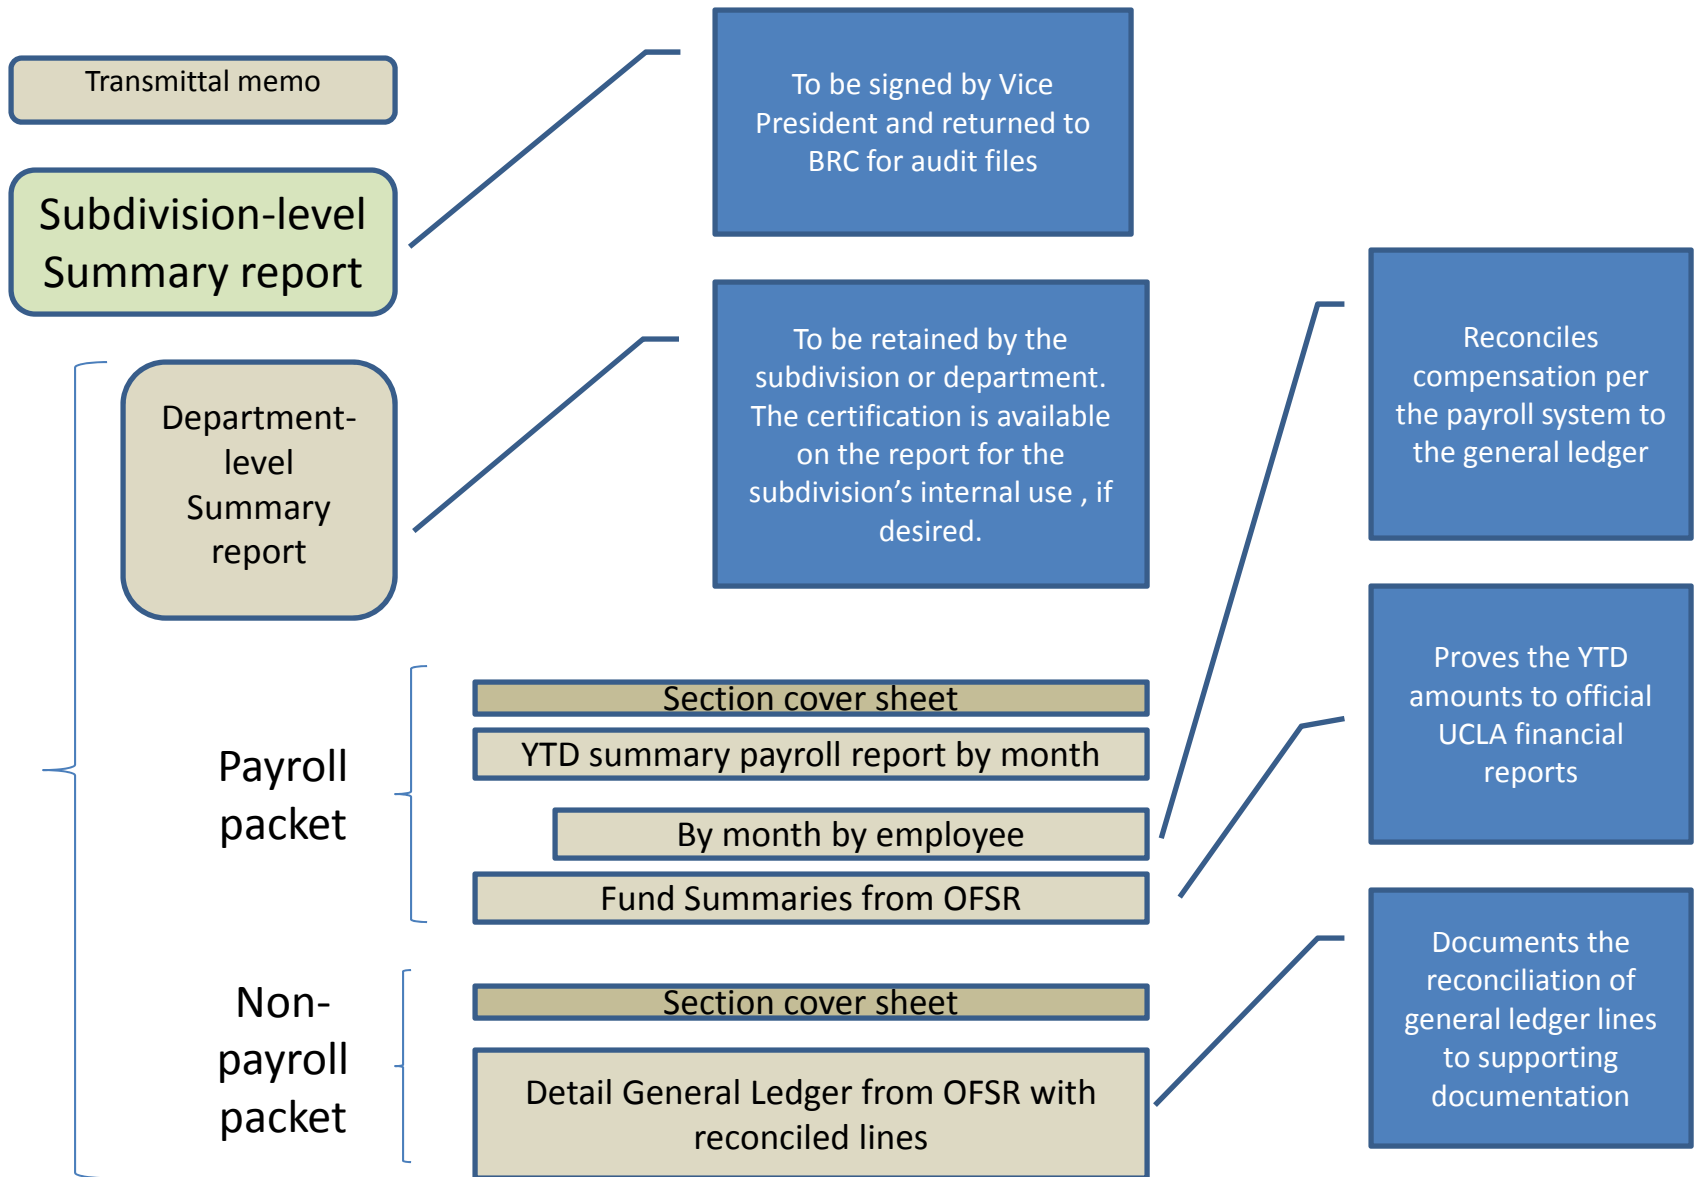 Transmittal memo
Subdivision-level
Summary report
To be signed by Vice
President and returned to
BRC for audit files
Department-
level
Summary
report
To be retained by the
subdivision or department.
The certification is available
on the report for the
subdivision’s internal use , if
desired.
Reconciles
compensation per
the payroll system to
the general ledger
Payroll
packet
Section cover sheet
YTD summary payroll report by month
By month by employee
Fund Summaries from OFSR
Proves the YTD
amounts to official
UCLA financial
reports
Non-
payroll
packet
Section cover sheet
Detail General Ledger from OFSR with
reconciled lines
Documents the
reconciliation of
general ledger lines
to supporting
documentation